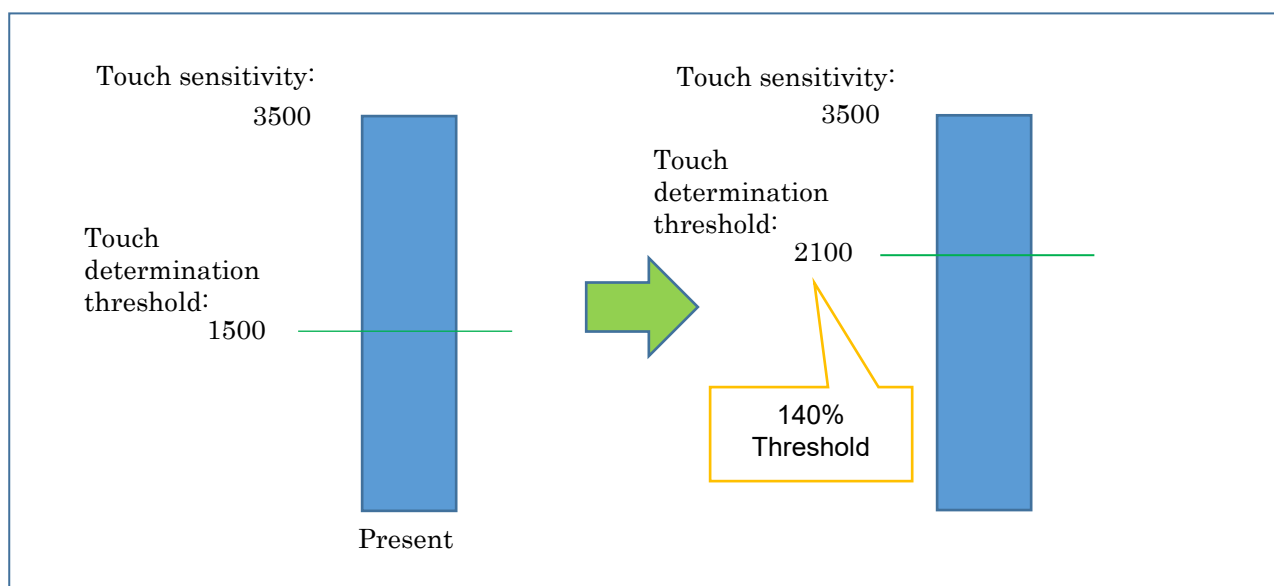 Touch sensitivity:
3500
Touch
determination
threshold:
1500
Present
Touch sensitivity:
3500
Touch
determination
threshold:
2100
140%
Threshold